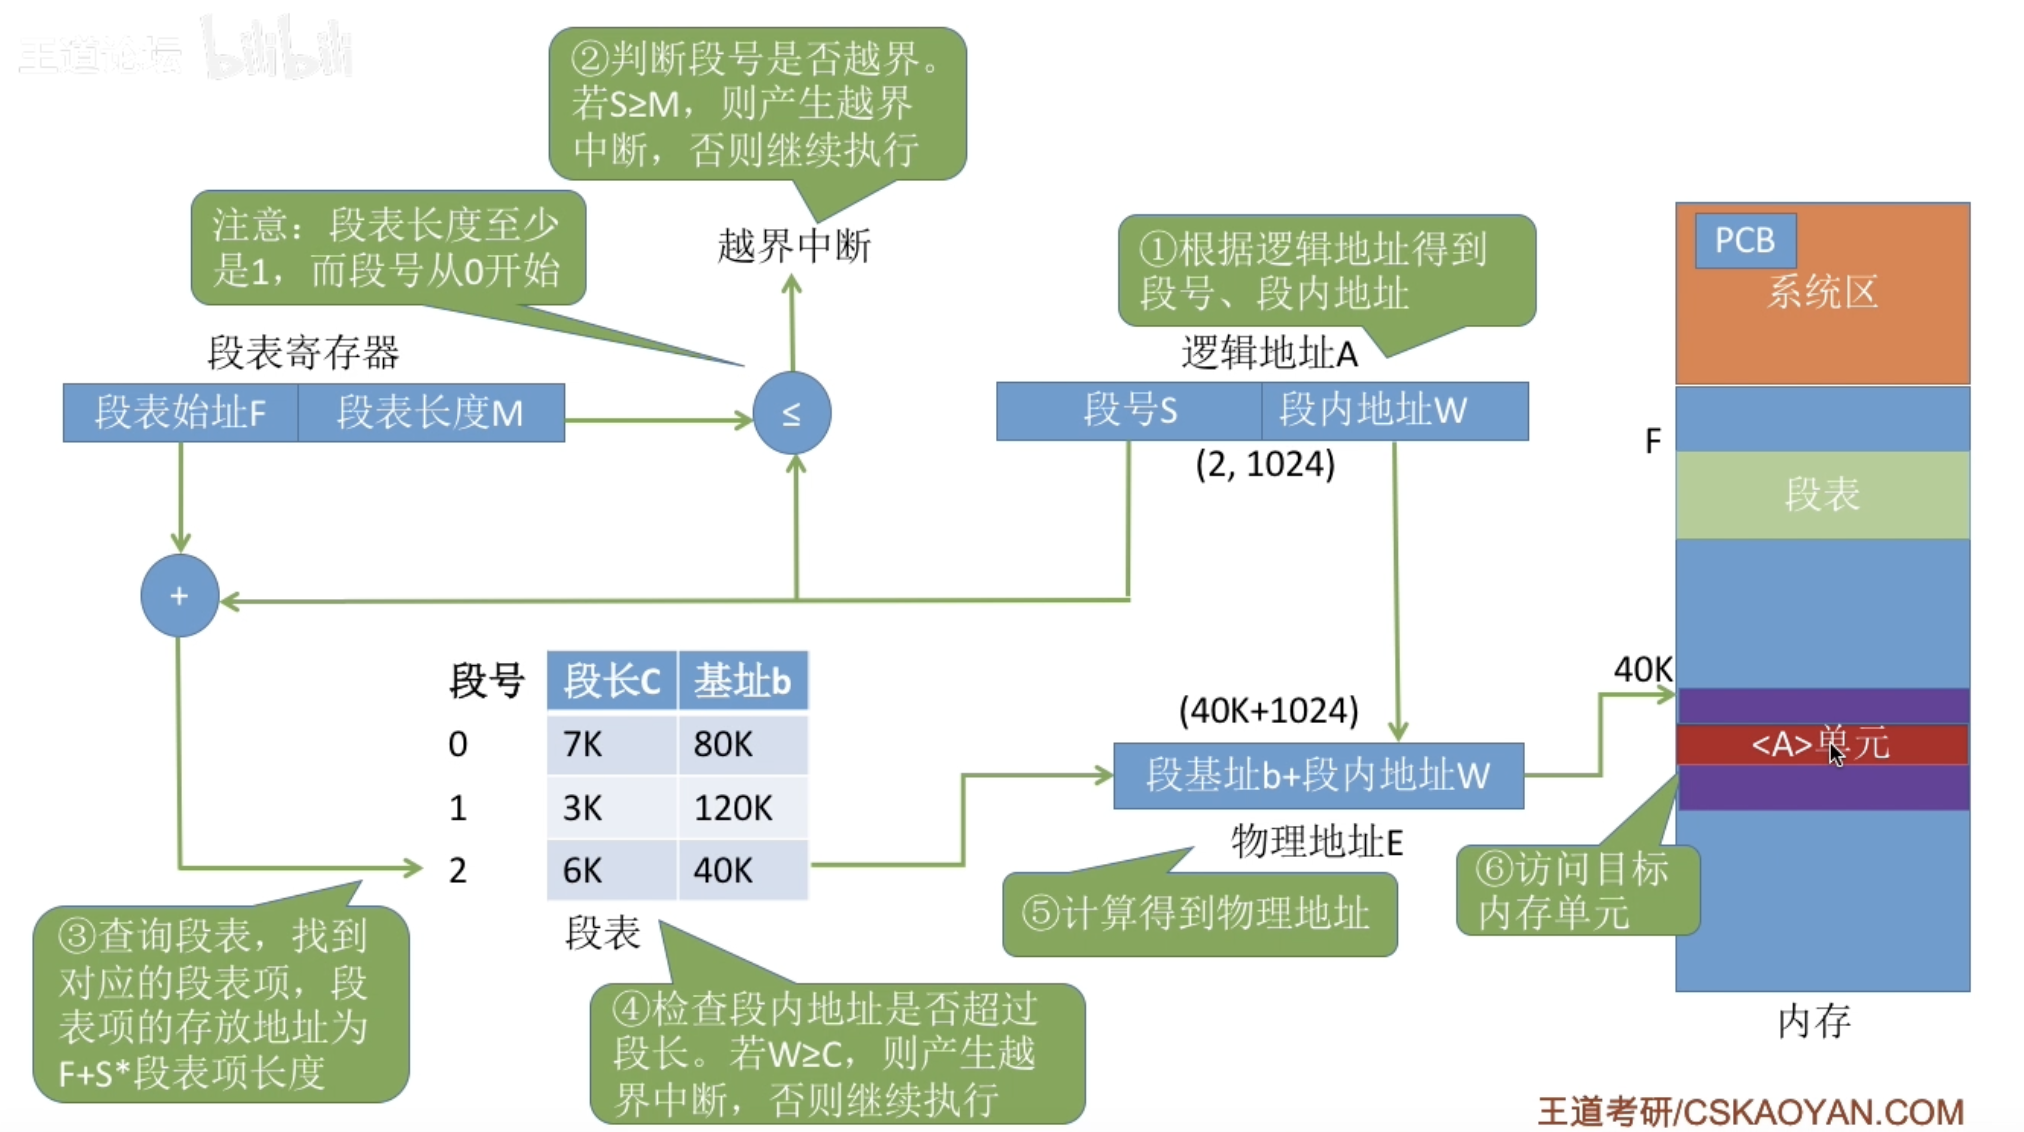 王道论坛 bilibili
②判断段号是否越界。
若S≥M，则产生越界
中断，否则继续执行
注意：段表长度至少
是1，而段号从0开始
越界中断
①根据逻辑地址得到
段号、段内地址
PCB
系统区
段表寄存器
逻辑地址A
段表始址F 段表长度M
≤
段号S 段内地址W
(2, 1024)
F
段表
+
段号 段长C 基址b
0 7K 80K
1 3K 120K
2 6K 40K
段表
(40K+1024)
段基址b+段内地址W
物理地址E
40K
<A>单元
③查询段表，找到
对应的段表项，段
表项的存放地址为
F+S*段表项长度
④检查段内地址是否超过
段长。若W≥C，则产生越
界中断，否则继续执行
⑤计算得到物理地址
⑥访问目标
内存单元
内存
王道考研/CSKAOYAN.COM